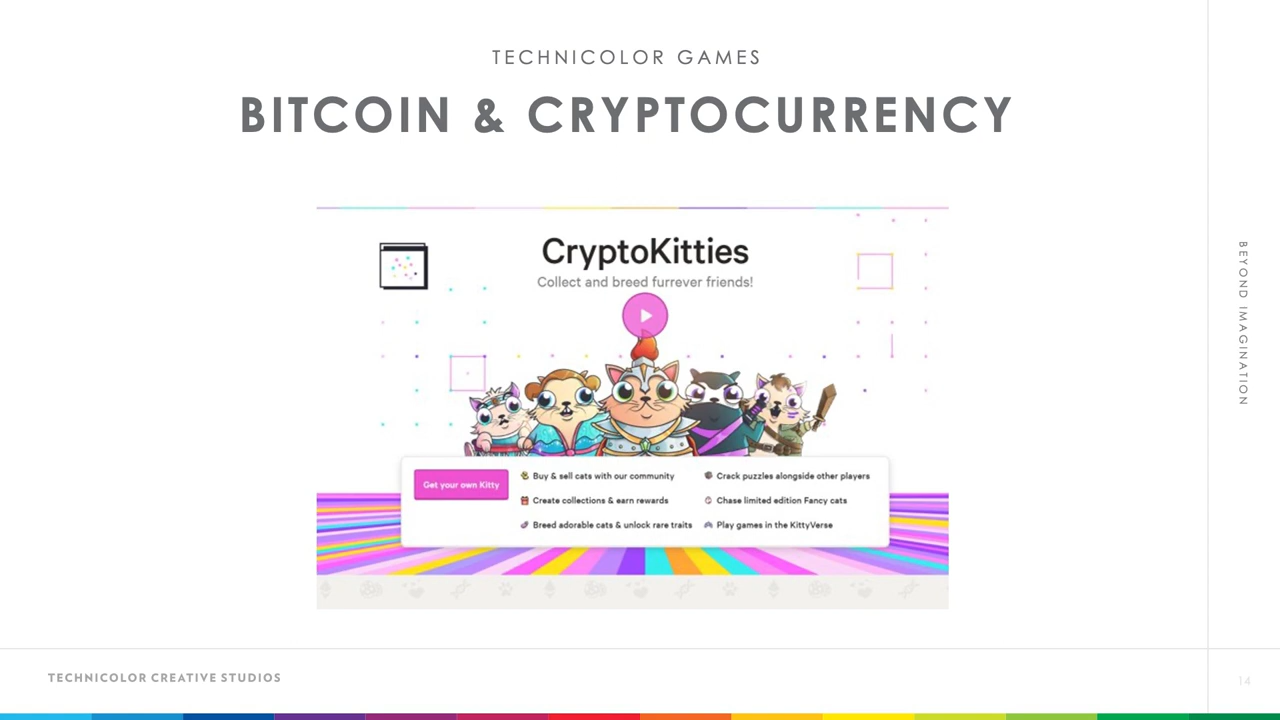 TECHNICOLOR GAMES
BITCOIN & CRYPTOCURRENCY
CryptoKitties
Collect and breed furrever friends!
Get your own Kitty
Buy & sell cats with our community
Crack puzzles alongside other players
Create collections & earn rewards
Chase limited edition Fancy cats
Breed adorable cats & unlock rare traits
Play games in the KittyVerse
BEYOND IMAGINATION
TECHNICOLOR CREATIVE STUDIOS
14